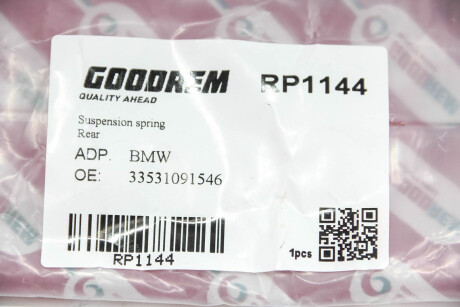 GOODREM RP1144
QUALITY AHEAD
Suspension spring
Rear
ADP: BMW
OE: 33531091546
RP1144
1pcs